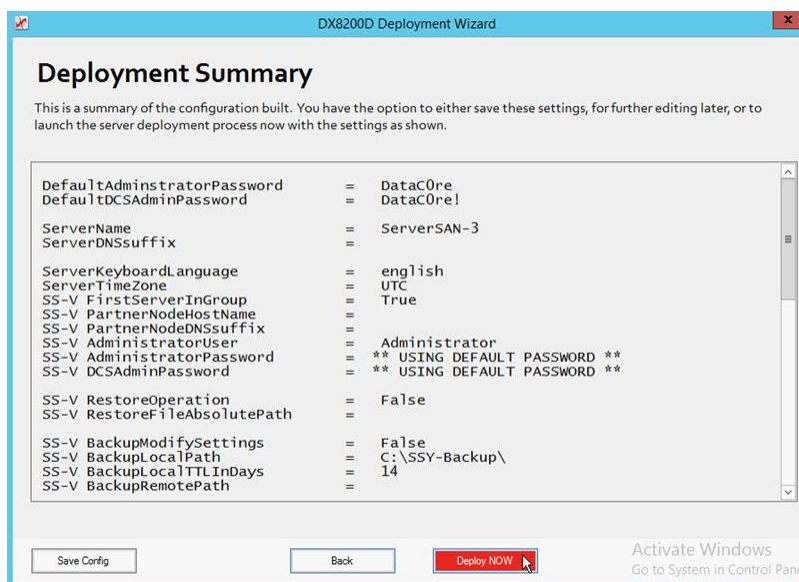 DX8200D Deployment Wizard
x
Deployment Summary
This is a summary of the configuration built. You have the option to either save these settings, for further editing later, or to
launch the server deployment process now with the settings as shown.
DefaultAdminstratorPassword = DataC0re
DefaultDCSAdminPassword = DataC0re!
ServerName = ServerSAN-3
ServerDNSsuffix =
ServerKeyboardLanguage = english
ServerTimeZone = UTC
SS-V FirstServerInGroup = True
SS-V PartnerNodeHostName =
SS-V PartnerNodeDNSsuffix =
SS-V AdministratorUser = Administrator
SS-V AdministratorPassword = ** USING DEFAULT PASSWORD **
SS-V DCSAdminPassword = ** USING DEFAULT PASSWORD **
SS-V RestoreOperation = False
SS-V RestoreFileAbsolutePath =
SS-V BackupModifySettings = False
SS-V BackupLocalPath = C:\SSY-Backup\
SS-V BackupLocalTTLInDays = 14
SS-V BackupRemotePath =
Save Config
Back
Deploy NOW
Activate Windows
Go to System in Control Pane